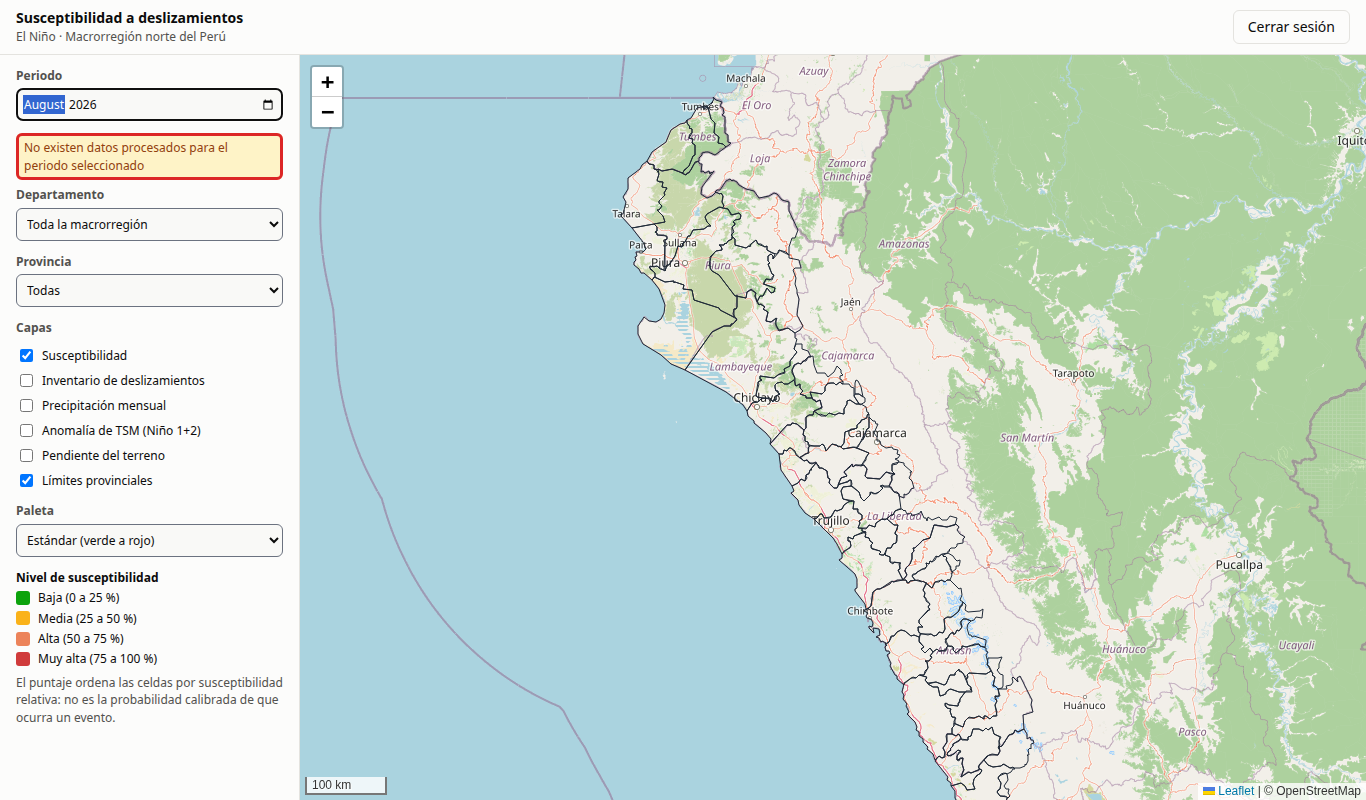 Susceptibilidad a deslizamientos
El Niño · Macrorregión norte del Perú
Cerrar sesión
Periodo
August 2026
No existen datos procesados para el
periodo seleccionado
Departamento
Toda la macrorregión
Provincia
Todas
Capas
Susceptibilidad
Inventario de deslizamientos
Precipitación mensual
Anomalía de TSM (Niño 1+2)
Pendiente del terreno
Límites provinciales
Paleta
Estándar (verde a rojo)
Nivel de susceptibilidad
Baja (0 a 25 %)
Media (25 a 50 %)
Alta (50 a 75 %)
Muy alta (75 a 100 %)
El puntaje ordena las celdas por susceptibilidad
relativa: no es la probabilidad calibrada de que
ocurra un evento.
+
−
Azuay
Machala
El Oro
Tumbes
Tumbes
Loja
Zamora
Chinchipe
Iquito
Talara
Paita
Sullana
Piura
Piura
Amazonas
Jaén
Cajamarca
Lambayeque
Tarapoto
Chiclayo
Cajamarca
San Martín
Trujillo
La Libertad
Pucallpa
Chimbote
Áncash
Huánuco
Ucayali
Huánuco
Pasco
100 km
Leaflet | © OpenStreetMap